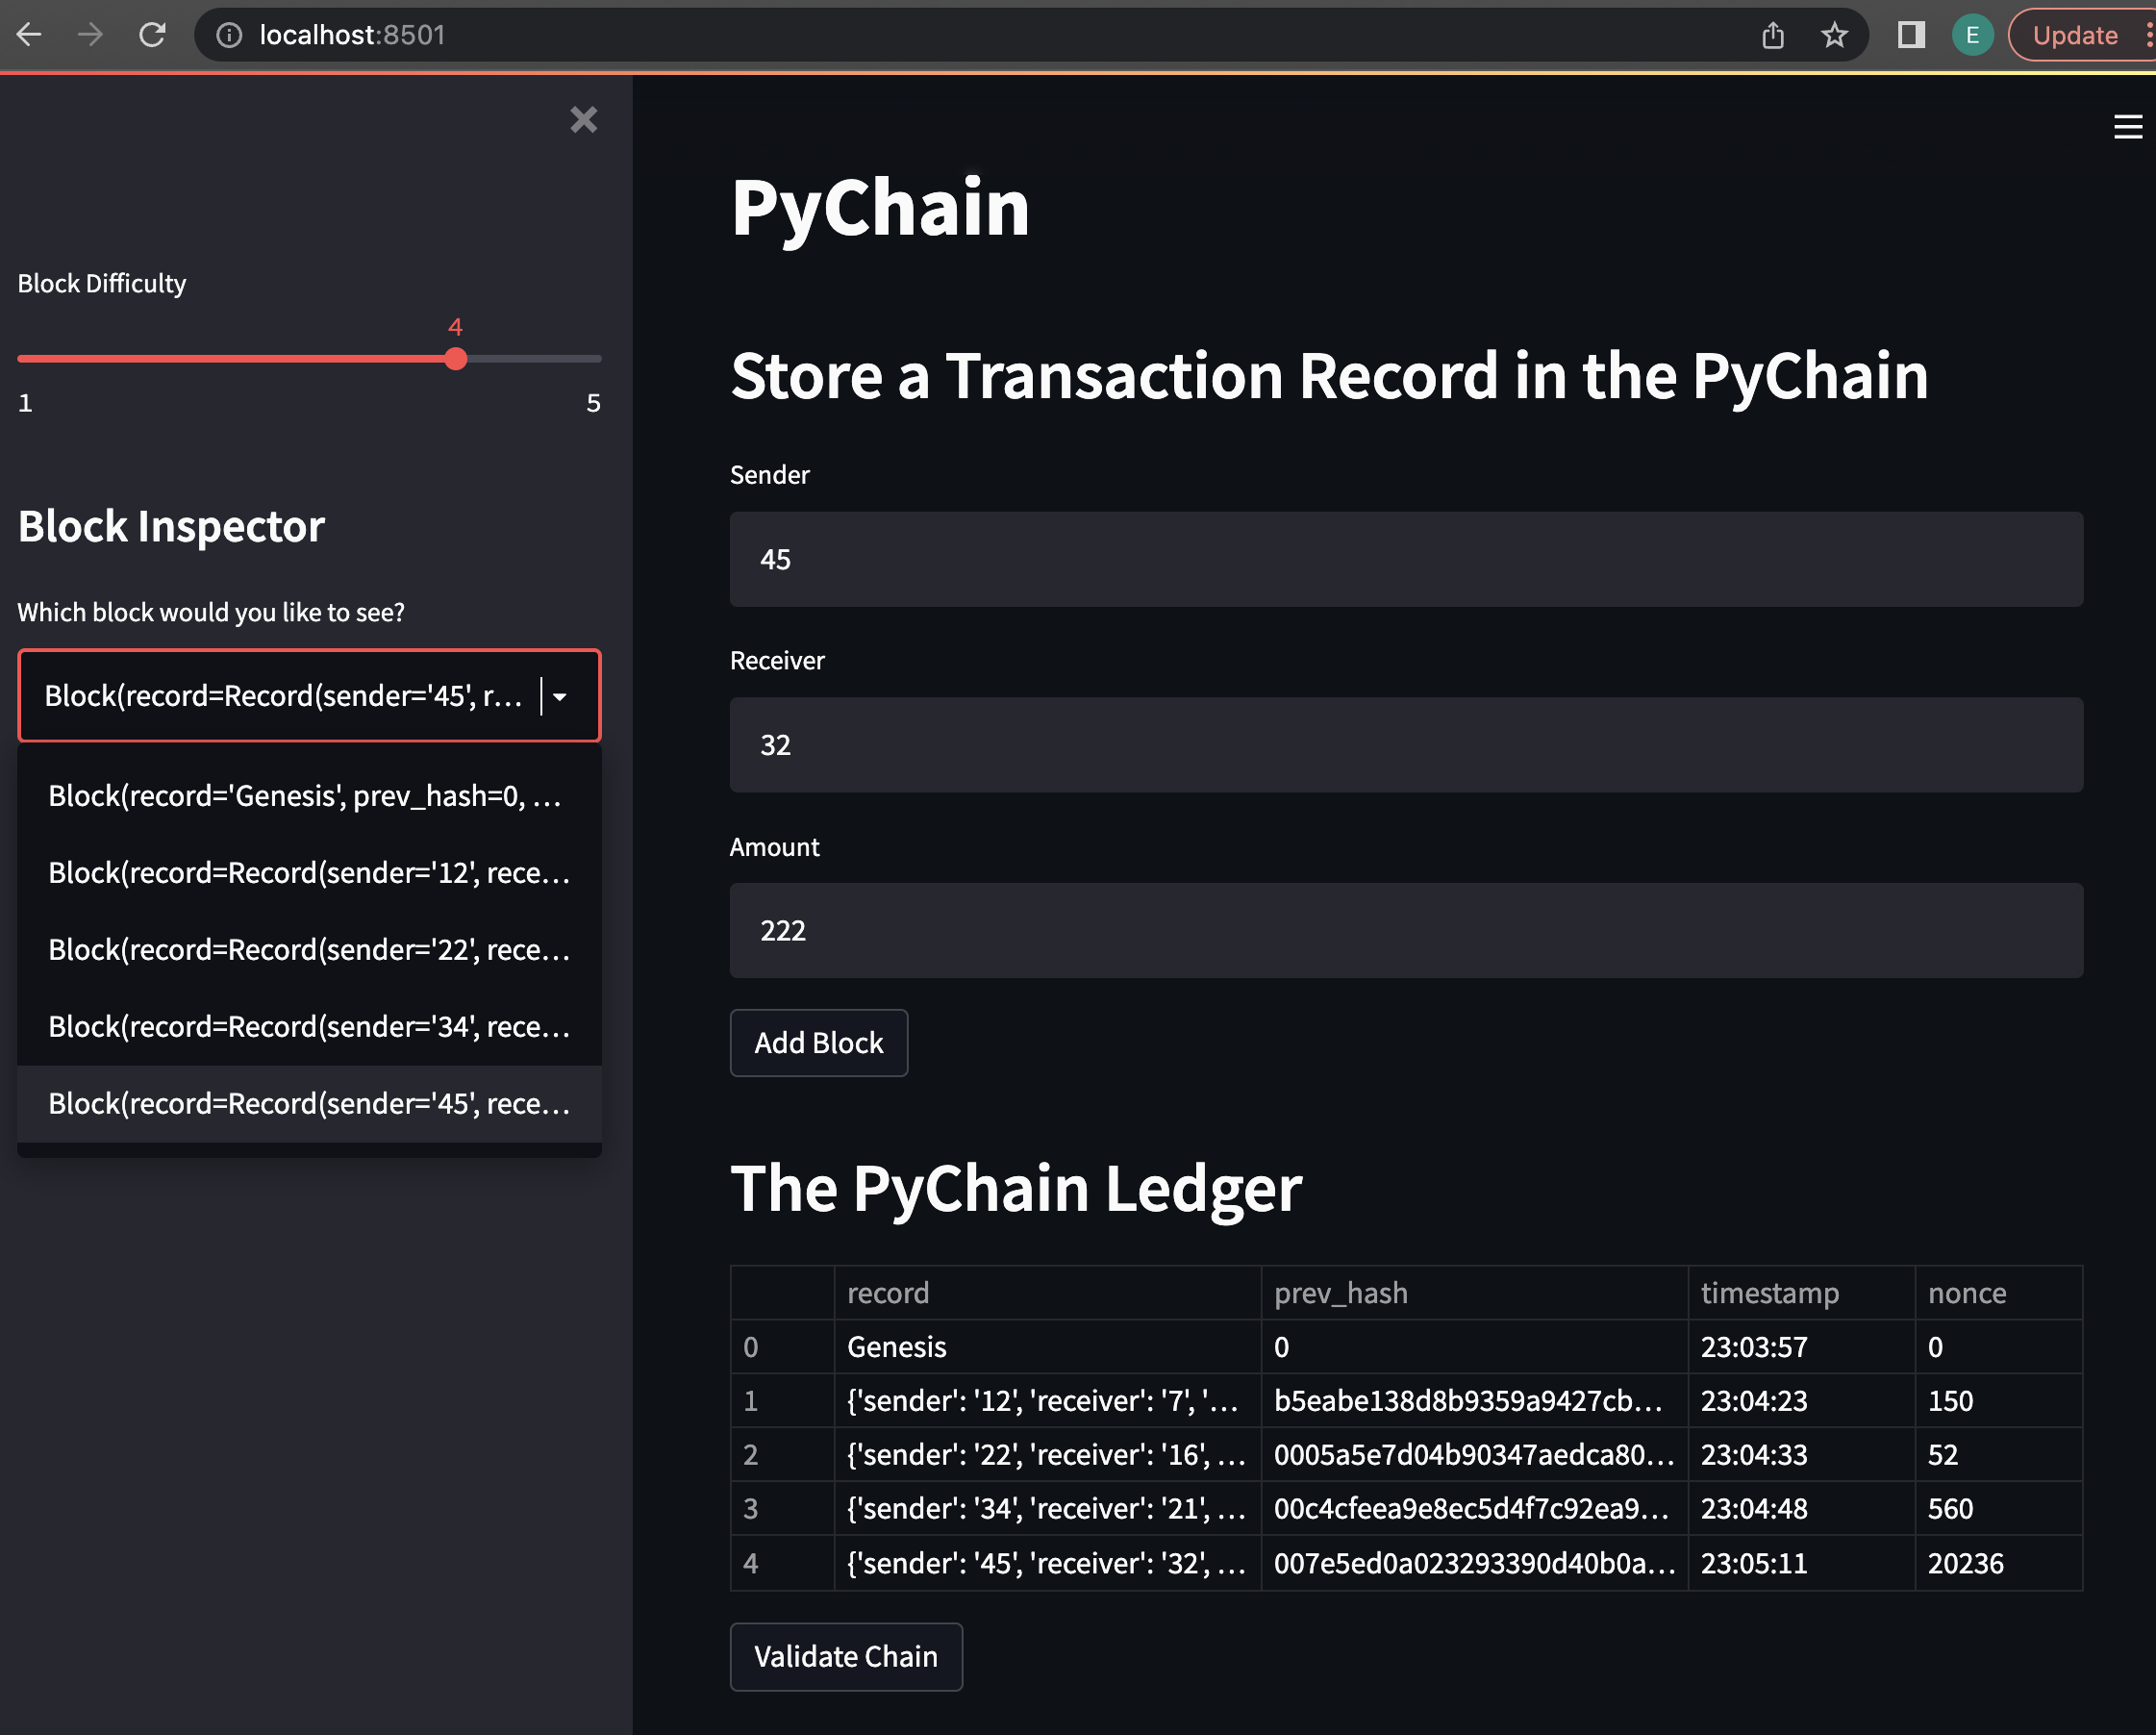 localhost:8501
E
Update
Block Difficulty
4
1 5
Block Inspector
Which block would you like to see?
Block(record=Record(sender='45', r...
Block(record='Genesis', prev_hash=0, ...
Block(record=Record(sender='12', rece...
Block(record=Record(sender='22', rece...
Block(record=Record(sender='34', rece...
Block(record=Record(sender='45', rece...
PyChain
Store a Transaction Record in the PyChain
Sender
45
Receiver
32
Amount
222
Add Block
The PyChain Ledger
record prev_hash timestamp nonce
0 Genesis 0 23:03:57 0
1 {'sender': '12', 'receiver': '7', '... b5eabe138d8b9359a9427cb... 23:04:23 150
2 {'sender': '22', 'receiver': '16', ... 0005a5e7d04b90347aedca80... 23:04:33 52
3 {'sender': '34', 'receiver': '21', ... 00c4cfeea9e8ec5d4f7c92ea9... 23:04:48 560
4 {'sender': '45', 'receiver': '32', ... 007e5ed0a023293390d40b0a... 23:05:11 20236
Validate Chain